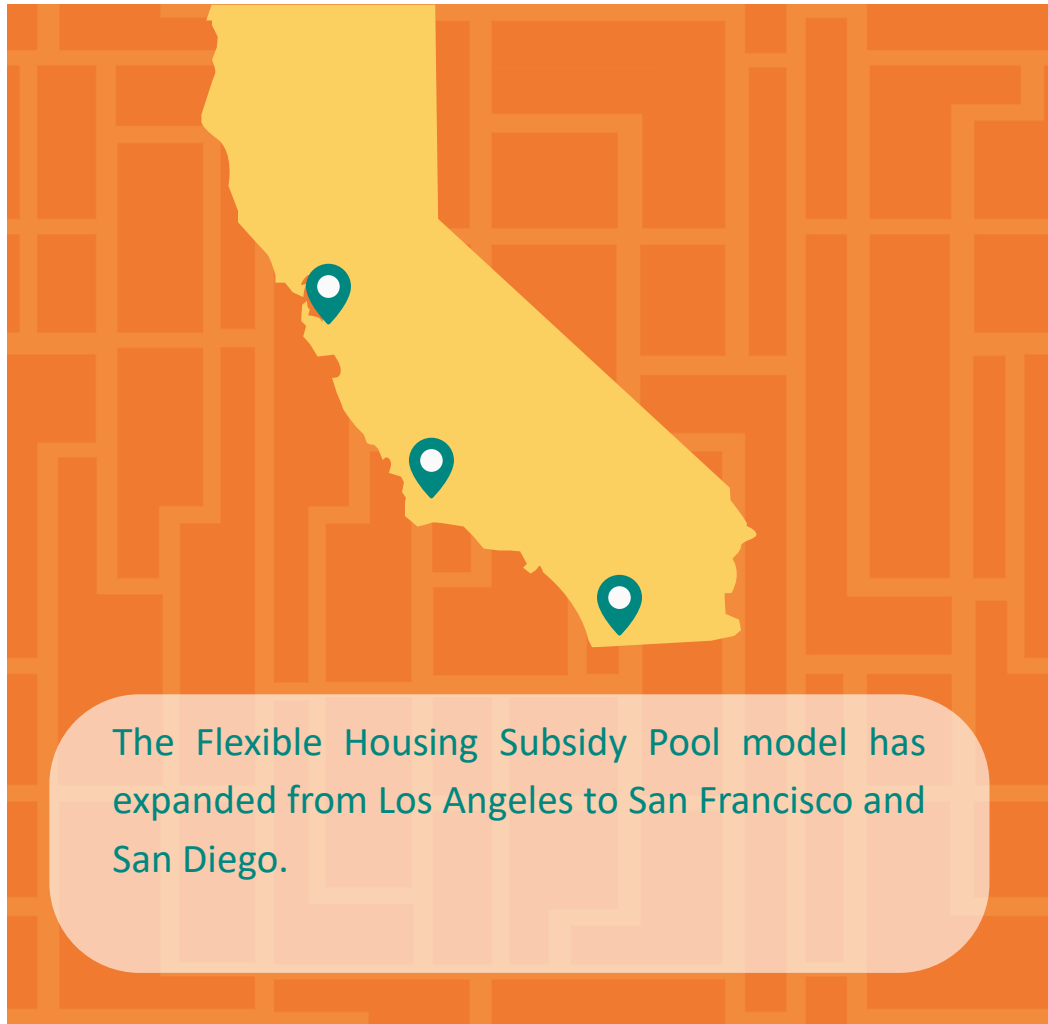 The Flexible Housing Subsidy Pool model has
expanded from Los Angeles to San Francisco and
San Diego.